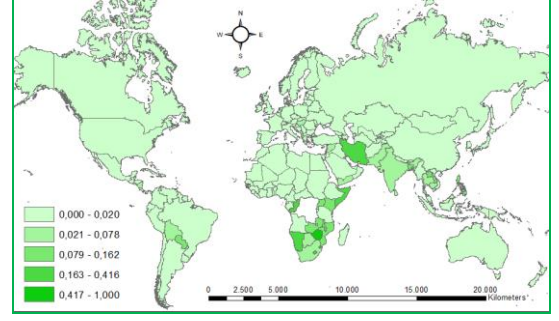 N
W
E
S
0,000 - 0,020
0,021 - 0,078
0,079 - 0,162
0,163 - 0,416
0,417 - 1,000
0 2.500 5.000 10.000 15.000 20.000
Kilometers